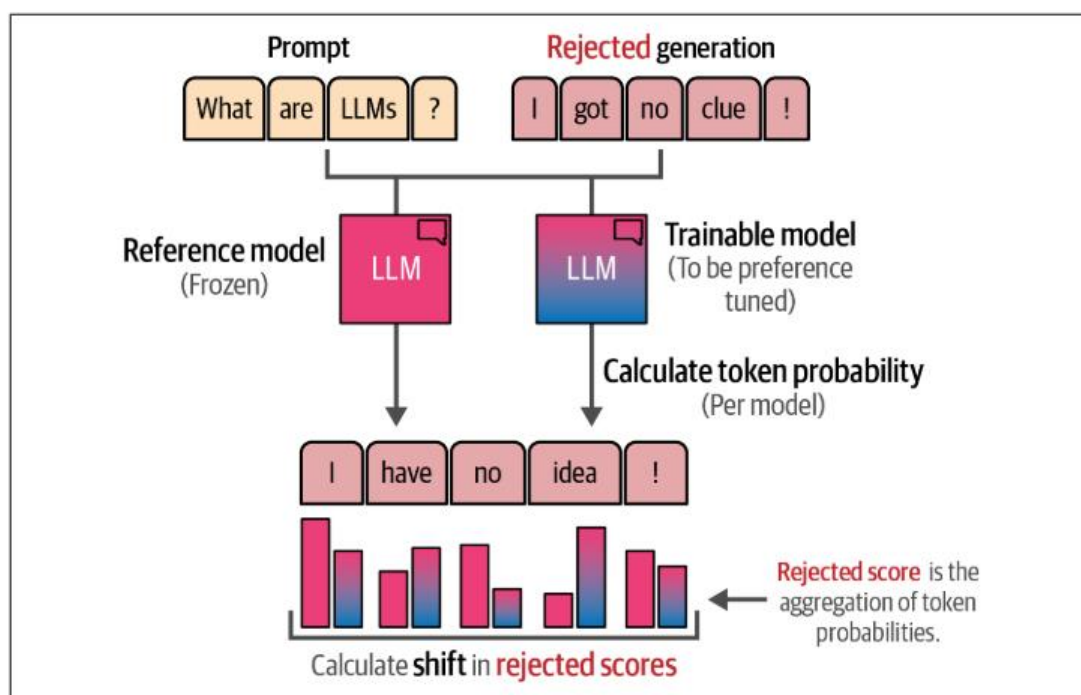 Prompt
Rejected generation
What are LLMs ?
I got no clue !
Reference model
(Frozen)
LLM
LLM
Trainable model
(To be preference
tuned)
Calculate token probability
(Per model)
I have no idea !
Rejected score is the
aggregation of token
probabilities.
Calculate shift in rejected scores